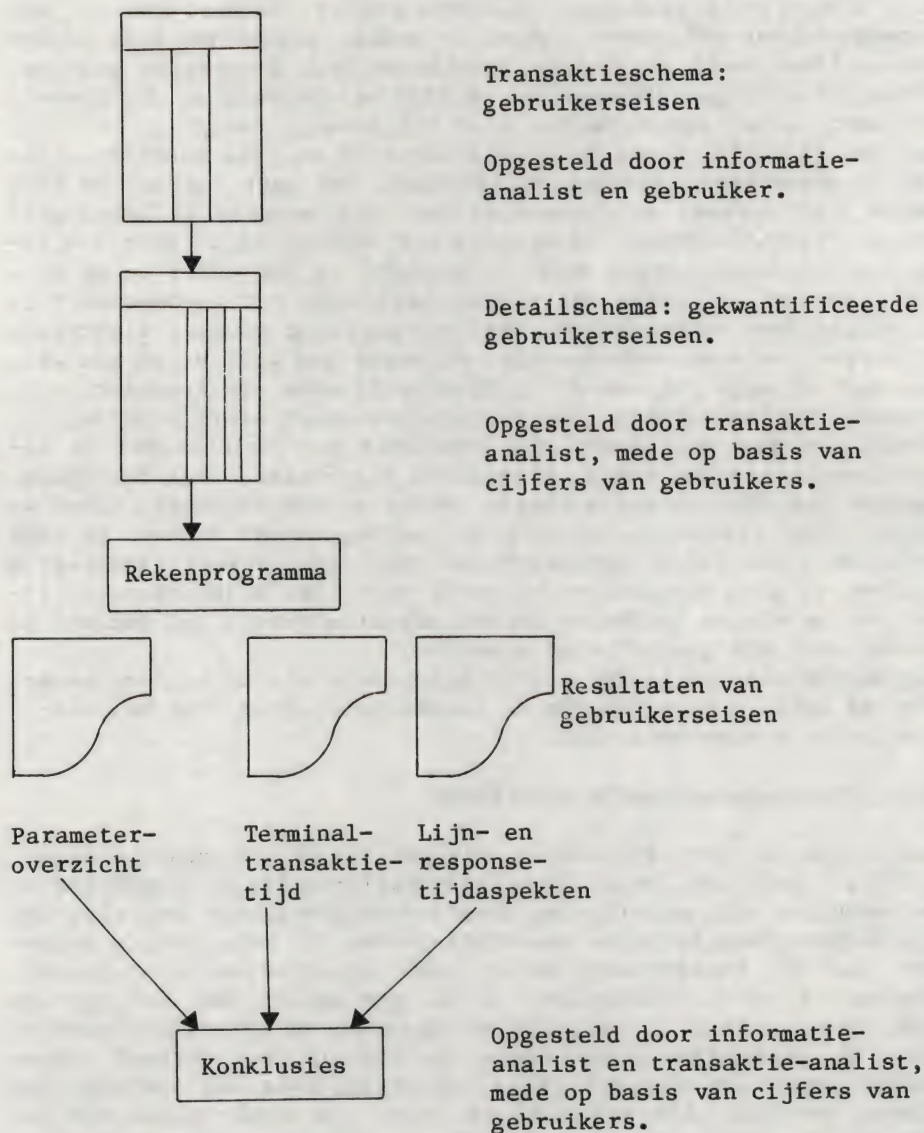 Transaktieschema:
gebruikerseisen
Opgesteld door informatie-
analist en gebruiker.
Detailschema: gekwantificeerde
gebruikerseisen.
Opgesteld door transaktie-
analist, mede op basis van
cijfers van gebruikers.
Rekenprogramma
Resultaten van
gebruikerseisen
Parameter-
overzicht
Terminal-
transaktie-
tijd
Lijn- en
response-
tijdaspekten
Konklusies
Opgesteld door informatie-
analist en transaktie-analist,
mede op basis van cijfers van
gebruikers.